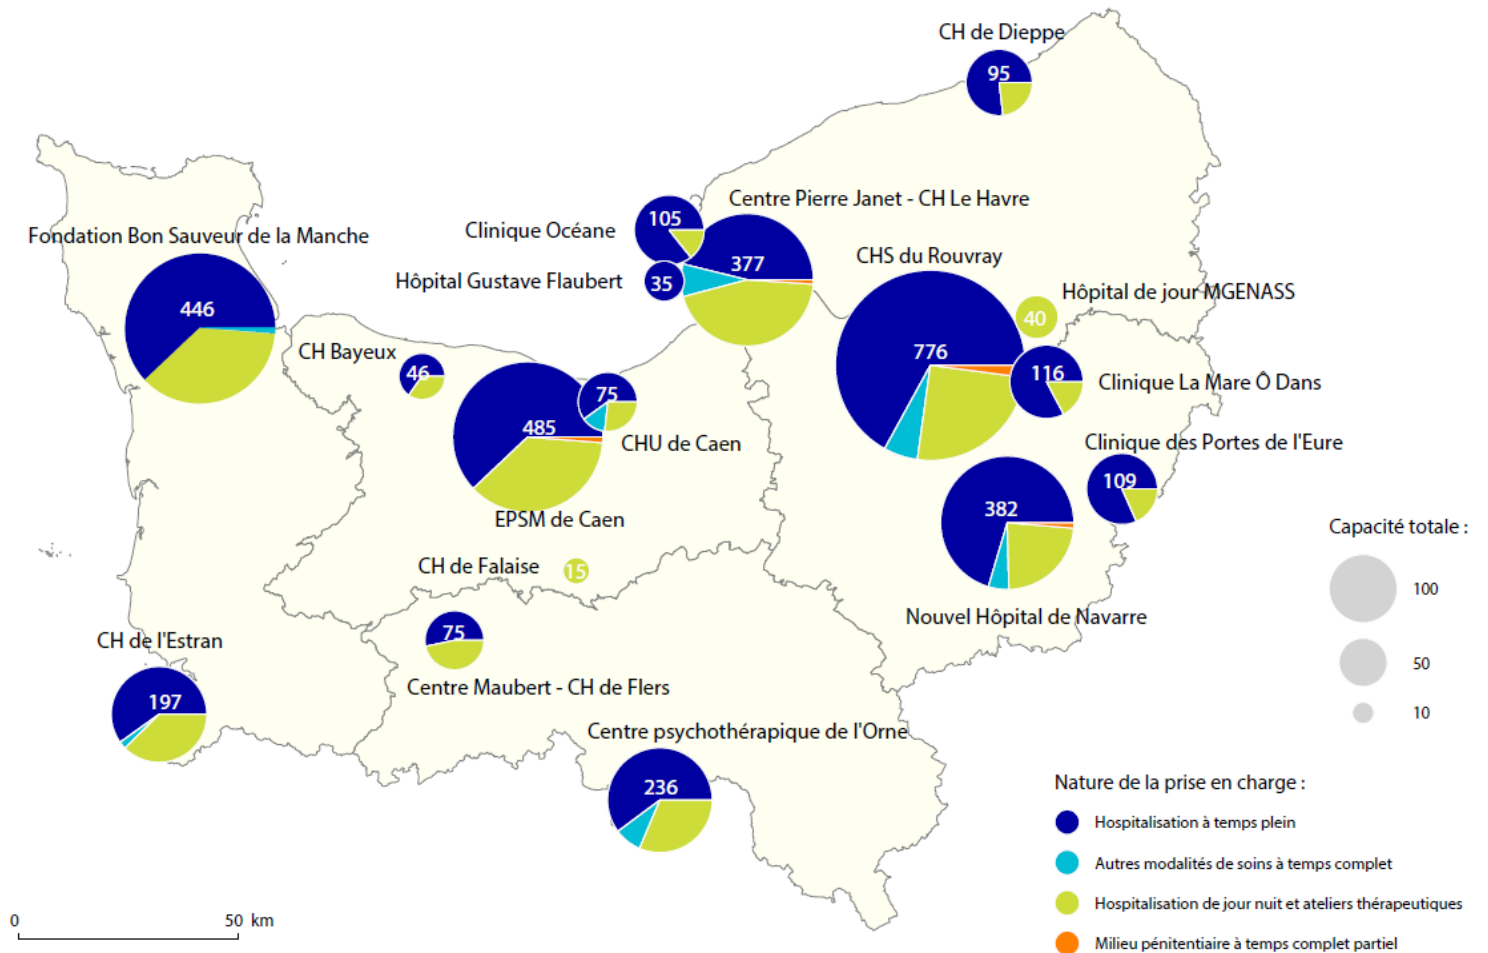 CH de Dieppe
95
Centre Pierre Janet - CH Le Havre
105
Clinique Océane
Fondation Bon Sauveur de la Manche
CHS du Rouvray
377
Hôpital Gustave Flaubert
35
Hôpital de jour MGENASS
446
40
CH Bayeux
776
46
116
Clinique La Mare Ô Dans
75
485
CHU de Caen
Clinique des Portes de l'Eure
109
382
EPSM de Caen
Capacité totale :
CH de Falaise
15
100
Nouvel Hôpital de Navarre
75
CH de l'Estran
50
Centre Maubert - CH de Flers
197
10
Centre psychothérapique de l'Orne
236
Nature de la prise en charge :
Hospitalisation à temps plein
Autres modalités de soins à temps complet
Hospitalisation de jour nuit et ateliers thérapeutiques
0
50 km
Milieu pénitentiaire à temps complet partiel